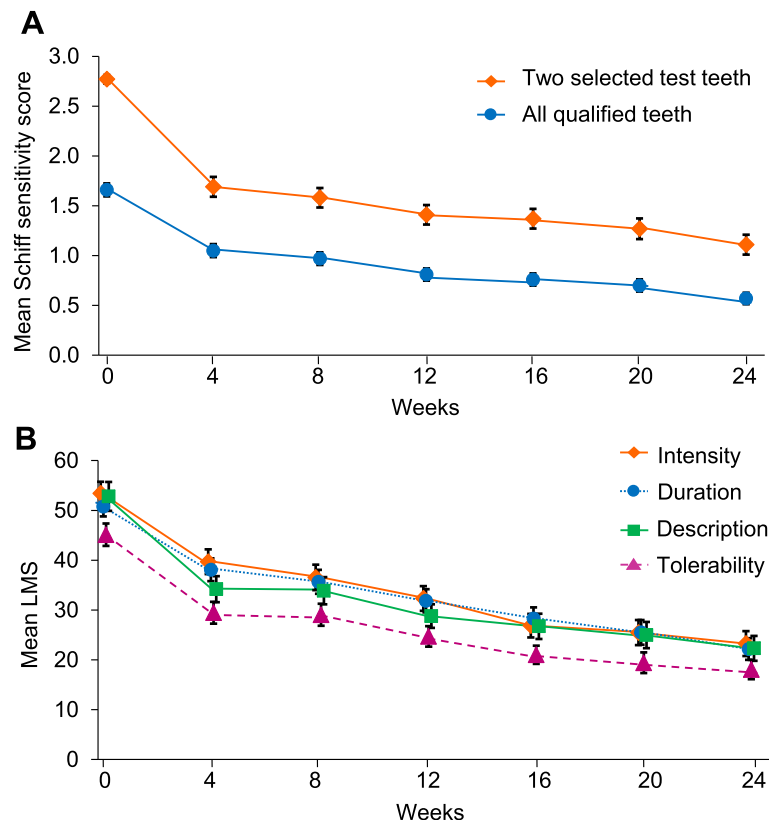 A
Mean Schiff sensitivity score
3.0
2.5
2.0
1.5
1.0
0.5
0.0
Two selected test teeth
All qualified teeth
0 4 8 12 16 20 24
Weeks
B
Mean LMS
60
50
40
30
20
10
0
Intensity
Duration
Description
Tolerability
0 4 8 12 16 20 24
Weeks